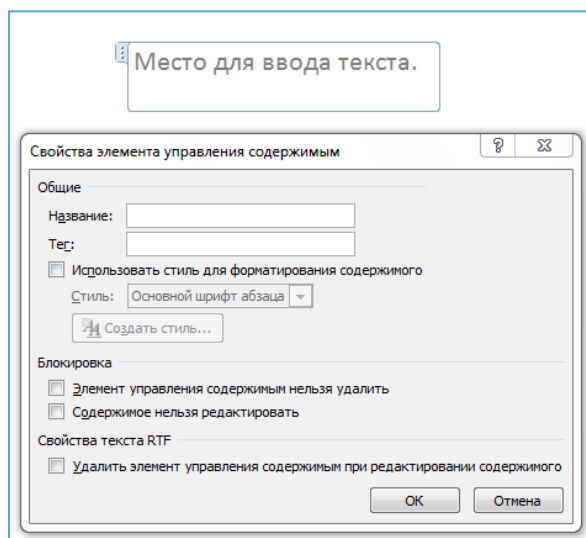 Место для ввода текста.
Свойства элемента управления содержимым
Общие
Название:
Тег:
Использовать стиль для форматирования содержимого
Стиль: Основной шрифт абзаца
Создать стиль...
Блокировка
Элемент управления содержимым нельзя удалить
Содержимое нельзя редактировать
Свойства текста RTF
Удалить элемент управления содержимым при редактировании содержимого
ОК Отмена